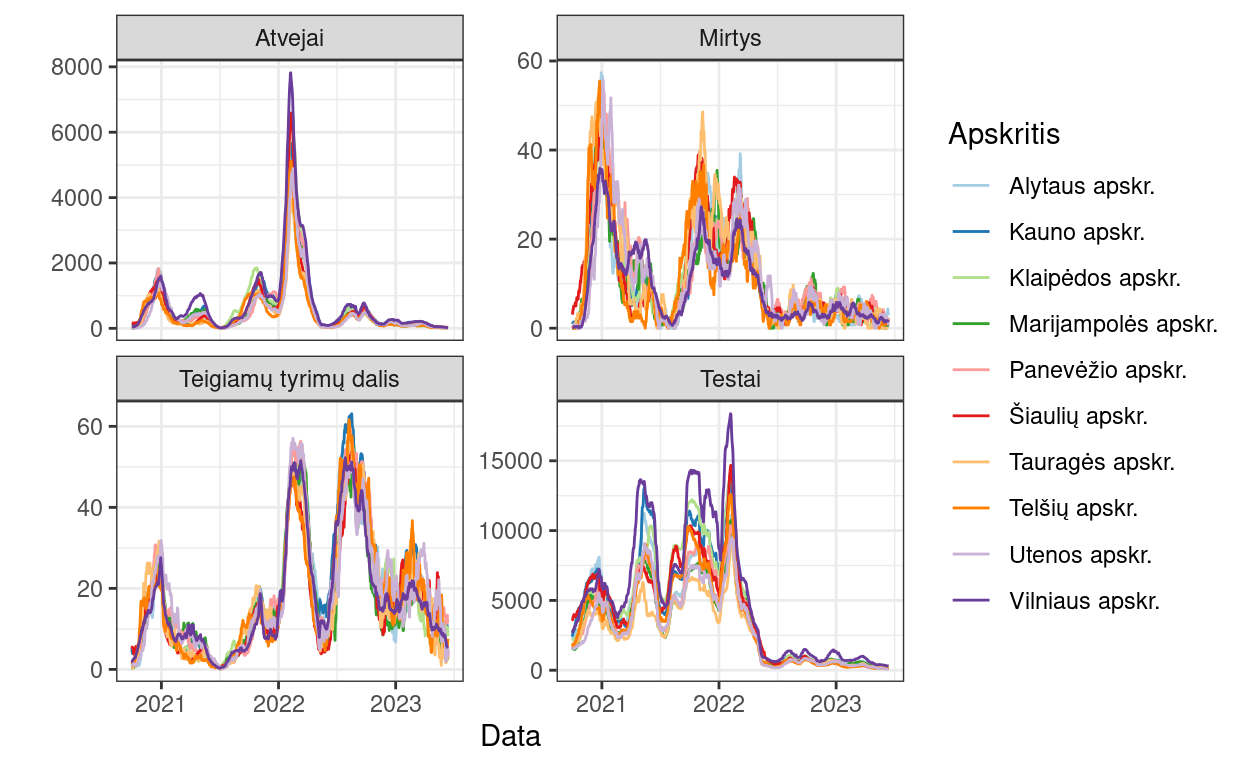 Atvejai
Mirtys
8000
6000
4000
2000
0
60
40
20
0
Teigiamų tyrimų dalis
Testai
60
40
20
0
15000
10000
5000
0
2021
2022
2023
2021
2022
2023
Data
Apskritis
Alytaus apskr.
Kauno apskr.
Klaipėdos apskr.
Marijampolės apskr.
Panevėžio apskr.
Šiaulių apskr.
Tauragės apskr.
Telšių apskr.
Utenos apskr.
Vilniaus apskr.